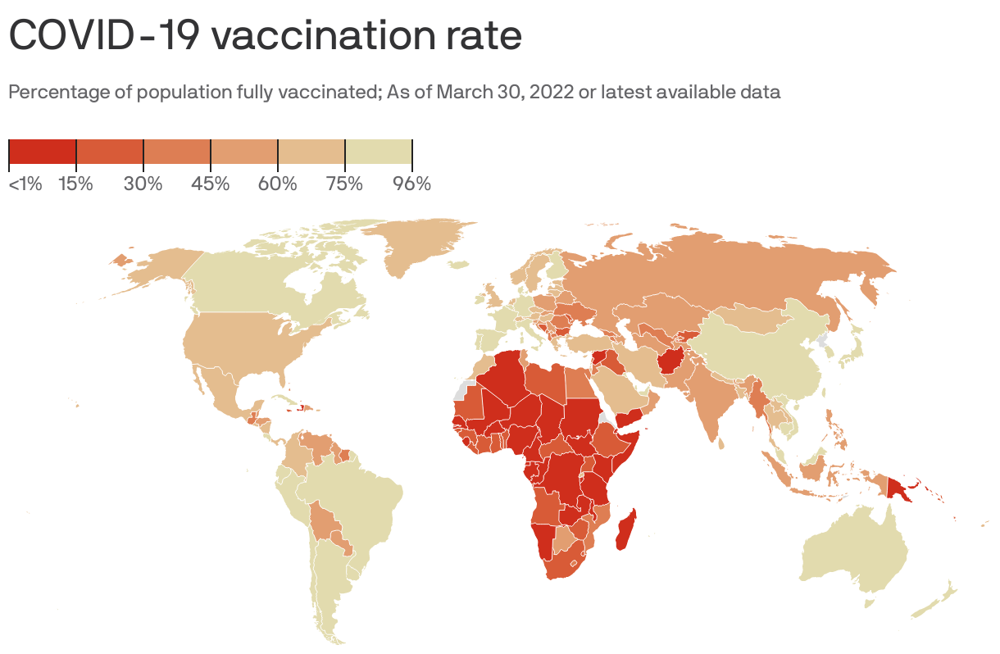 COVID-19 vaccination rate
Percentage of population fully vaccinated; As of March 30, 2022 or latest available data
<1% 15% 30% 45% 60% 75% 96%